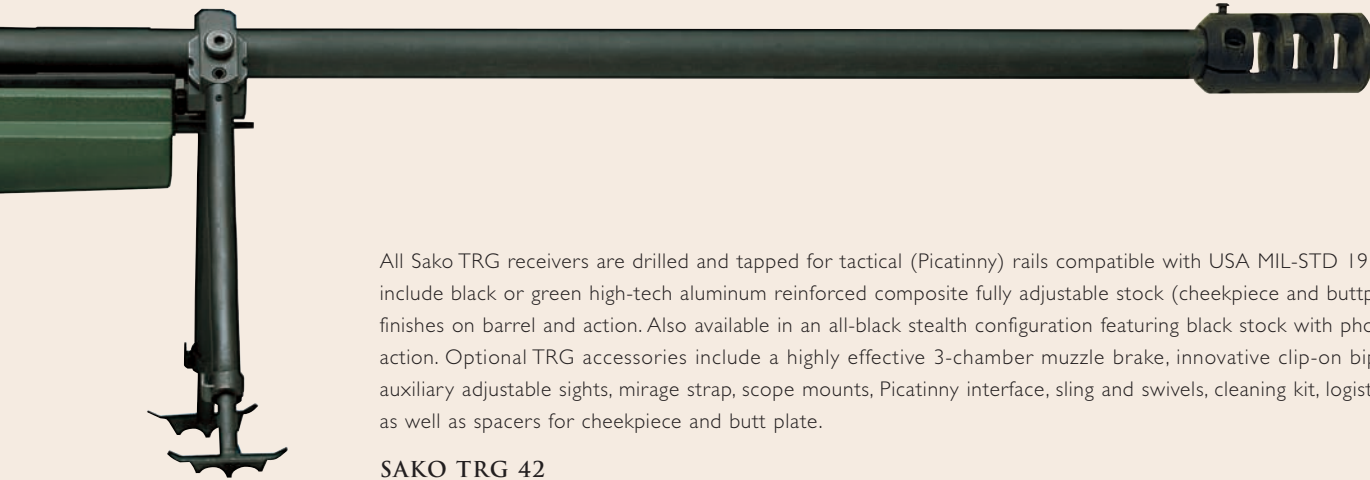 All Sako TRG receivers are drilled and tapped for tactical (Picatinny) rails compatible with USA MIL-STD 19
include black or green high-tech aluminum reinforced composite fully adjustable stock (cheekpiece and buttp
finishes on barrel and action. Also available in an all-black stealth configuration featuring black stock with pho
action. Optional TRG accessories include a highly effective 3-chamber muzzle brake, innovative clip-on bip
auxiliary adjustable sights, mirage strap, scope mounts, Picatinny interface, sling and swivels, cleaning kit, logist
as well as spacers for cheekpiece and butt plate.
SAKO TRG 42